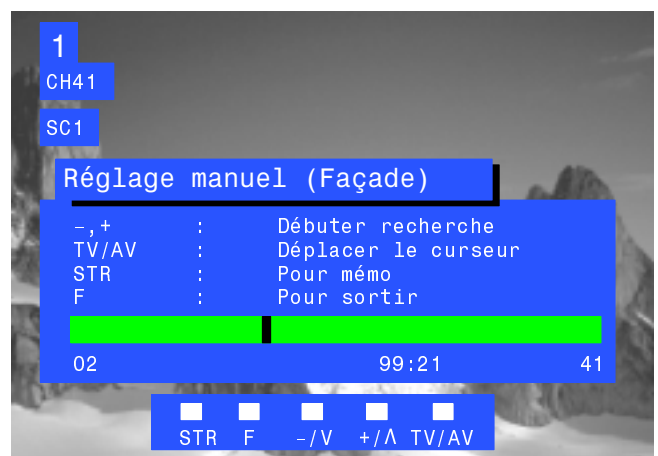 1
CH41
SC1
Réglage manuel (Façade)
–,+ : Débuter recherche
TV/AV : Déplacer le curseur
STR : Pour mémo
F : Pour sortir
02 99:21 41
STR F –/V +/Λ TV/AV